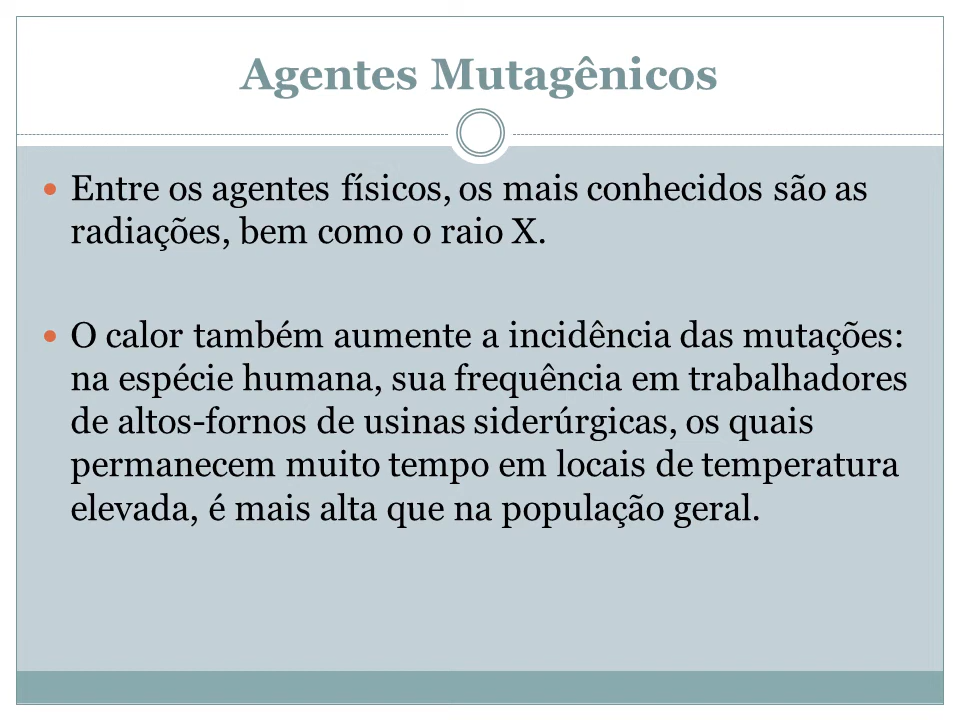 Agentes Mutagênicos
Entre os agentes físicos, os mais conhecidos são as
radiações, bem como o raio X.
O calor também aumente a incidência das mutações:
na espécie humana, sua frequência em trabalhadores
de altos-fornos de usinas siderúrgicas, os quais
permanecem muito tempo em locais de temperatura
elevada, é mais alta que na população geral.